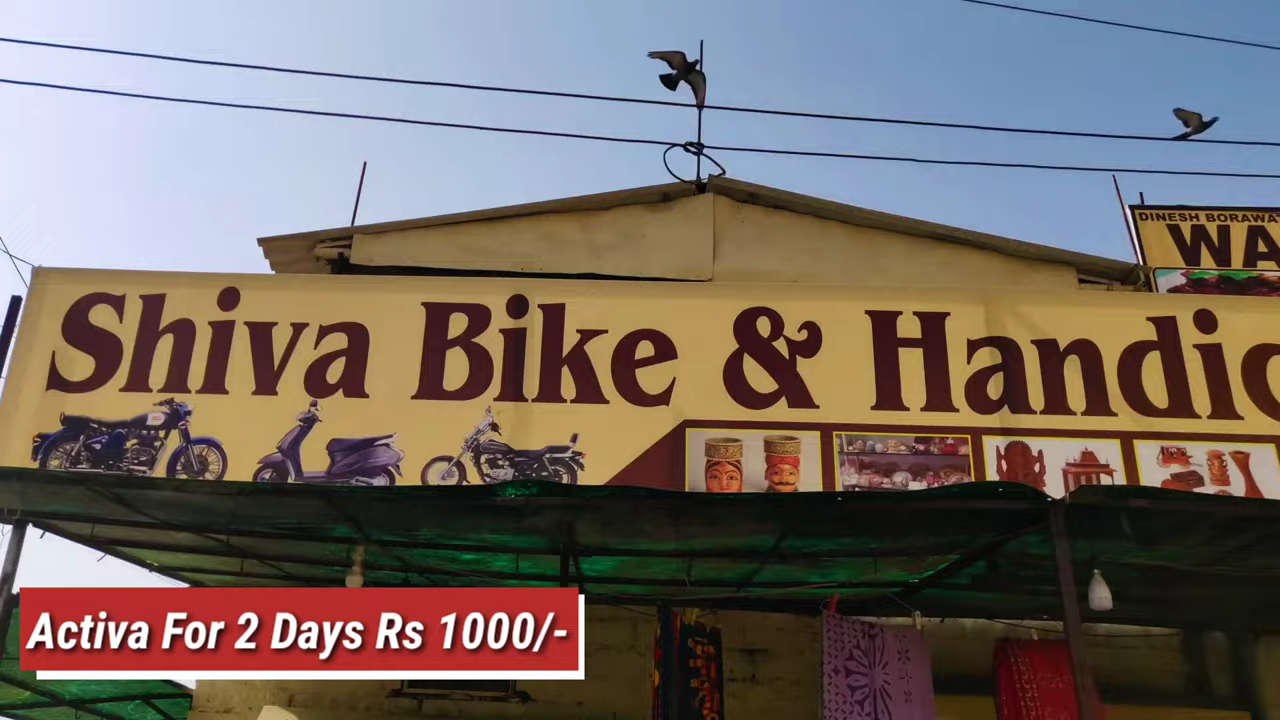 DINESH BORAWA
WA
Shiva Bike & Handic
Activa For 2 Days Rs 1000/-